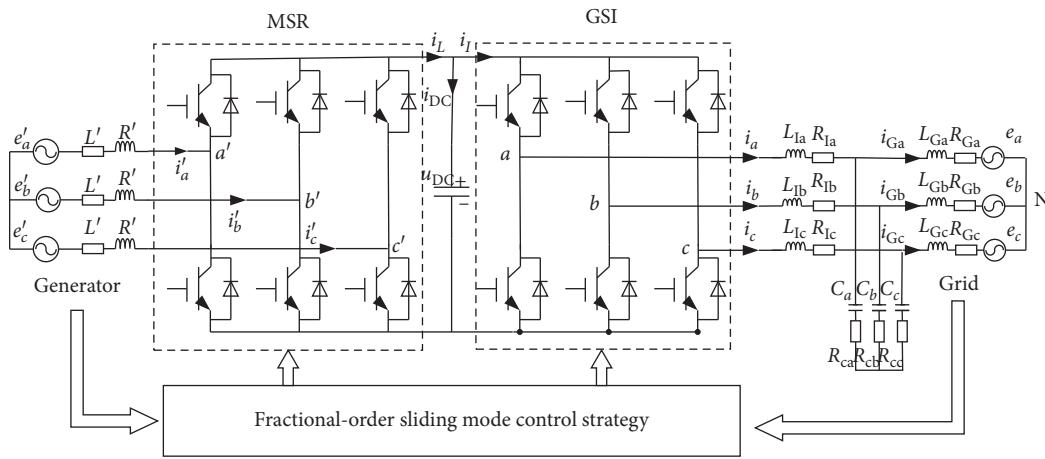 MSR
GSI
i_L
i_I
i_DC
e'_a
L'
R'
i'_a
a'
a
i_a
L_Ia
R_Ia
i_Ga
L_Ga
R_Ga
e_a
e'_b
L'
R'
i'_b
b'
u_DC
+
−
b
i_b
L_Ib
R_Ib
i_Gb
L_Gb
R_Gb
e_b
N
e'_c
L'
R'
i'_c
c'
c
i_c
L_Ic
R_Ic
i_Gc
L_Gc
R_Gc
e_c
Generator
Grid
C_a
C_b
C_c
R_ca
R_cb
R_cc
Fractional-order sliding mode control strategy